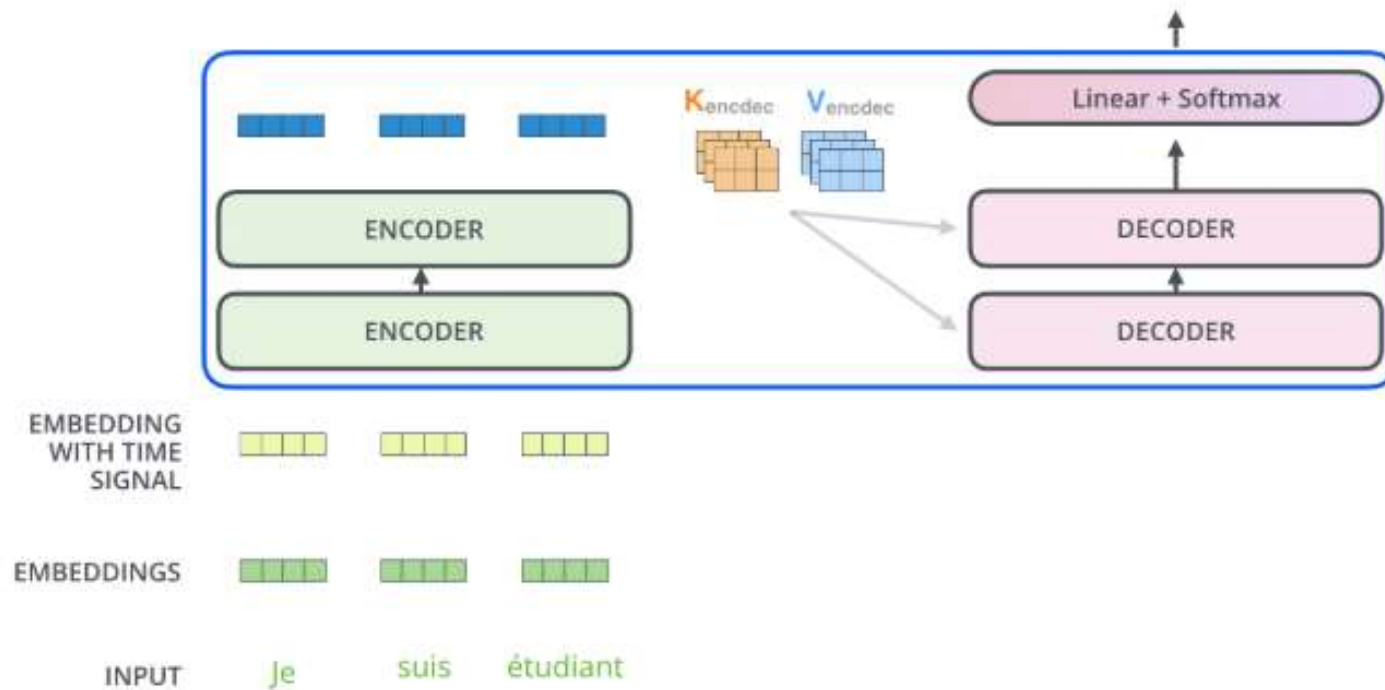 Kencdec Vencdec
Linear + Softmax
ENCODER
DECODER
ENCODER
DECODER
EMBEDDING
WITH TIME
SIGNAL
EMBEDDINGS
INPUT Je suis étudiant